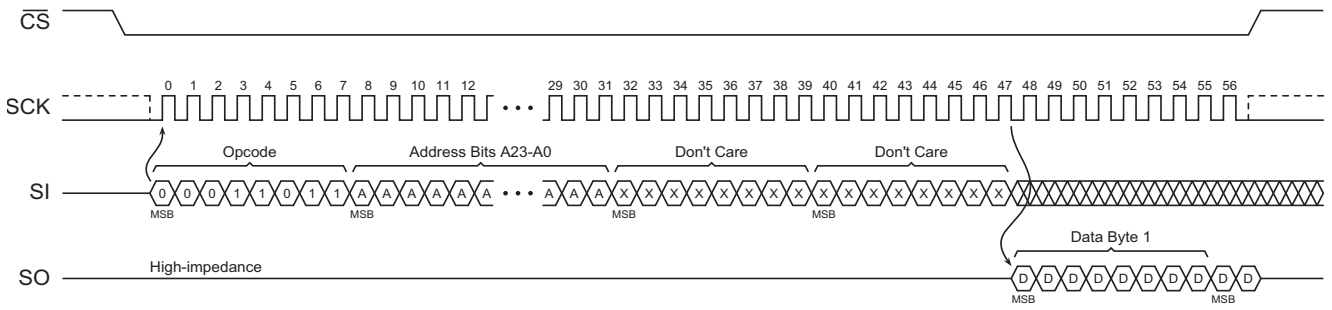 CS
0 1 2 3 4 5 6 7 8 9 10 11 12 29 30 31 32 33 34 35 36 37 38 39 40 41 42 43 44 45 46 47 48 49 50 51 52 53 54 55 56
SCK
Opcode Address Bits A23-A0 Don't Care Don't Care
SI 0 0 0 1 1 0 1 1 A A A A A A A A A X X X X X X X X X X X X X X X X
MSB MSB MSB MSB
Data Byte 1
High-impedance
SO D D D D D D D D D D
MSB MSB